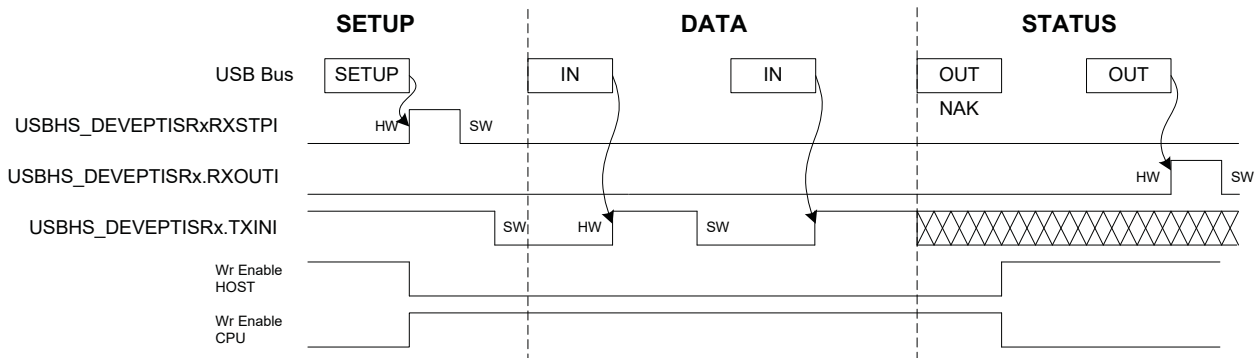 SETUP DATA STATUS
USB Bus SETUP IN IN OUT OUT
NAK
USBHS_DEVEPTISRxRXSTPI HW SW
USBHS_DEVEPTISRx.RXOUTI HW SW
USBHS_DEVEPTISRx.TXINI SW HW SW
Wr Enable
HOST
Wr Enable
CPU